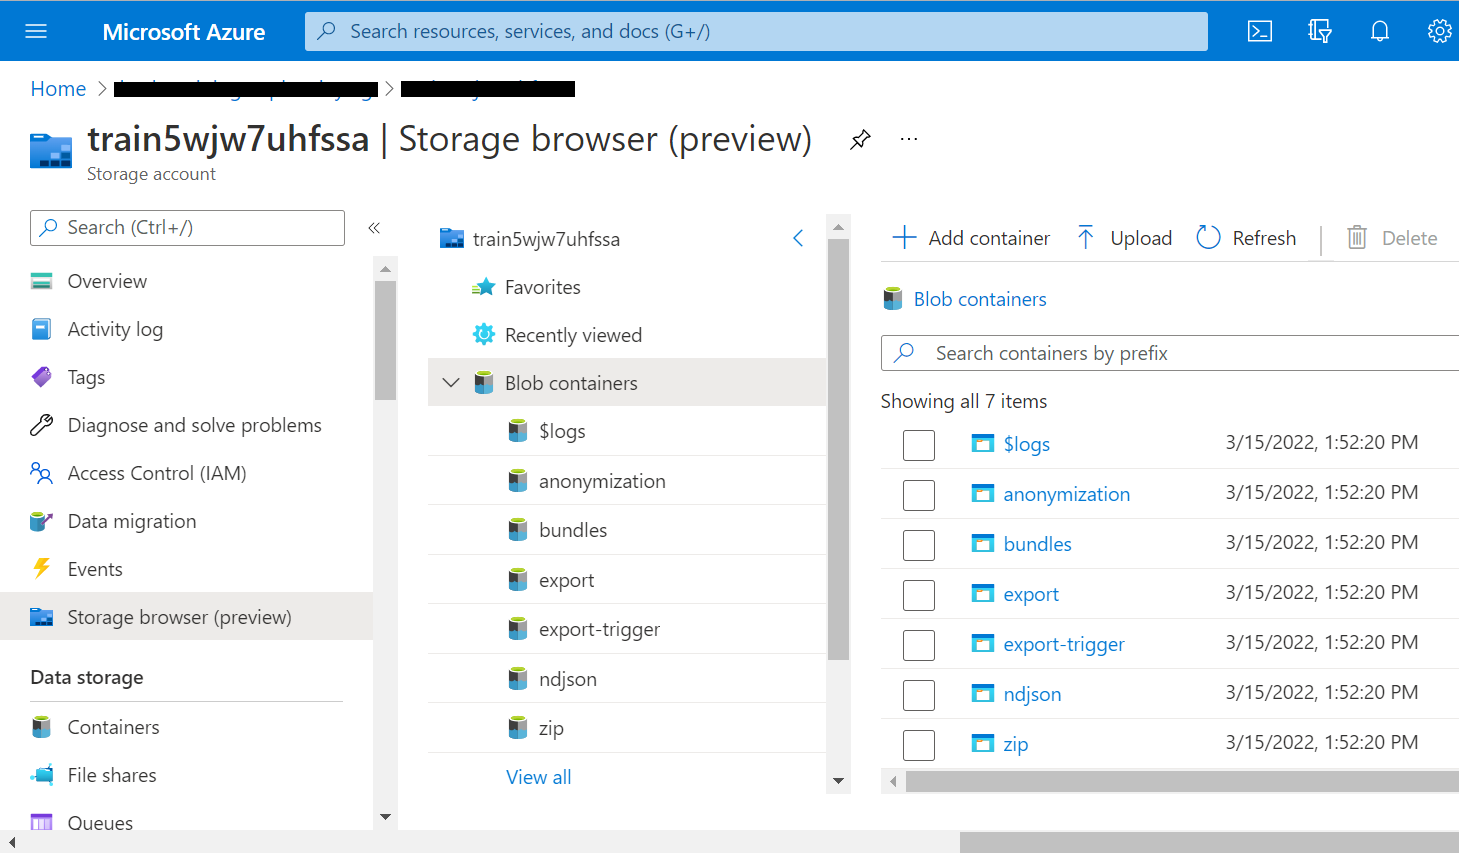 Microsoft Azure
Search resources, services, and docs (G+/)
Home
train5wjw7uhfssa | Storage browser (preview)
Storage account
Search (Ctrl+/)
Overview
Activity log
Tags
Diagnose and solve problems
Access Control (IAM)
Data migration
Events
Storage browser (preview)
Data storage
Containers
File shares
Queues
train5wjw7uhfssa
Favorites
Recently viewed
Blob containers
$logs
anonymization
bundles
export
export-trigger
ndjson
zip
View all
Add container Upload Refresh Delete
Blob containers
Search containers by prefix
Showing all 7 items
$logs 3/15/2022, 1:52:20 PM
anonymization 3/15/2022, 1:52:20 PM
bundles 3/15/2022, 1:52:20 PM
export 3/15/2022, 1:52:20 PM
export-trigger 3/15/2022, 1:52:20 PM
ndjson 3/15/2022, 1:52:20 PM
zip 3/15/2022, 1:52:20 PM